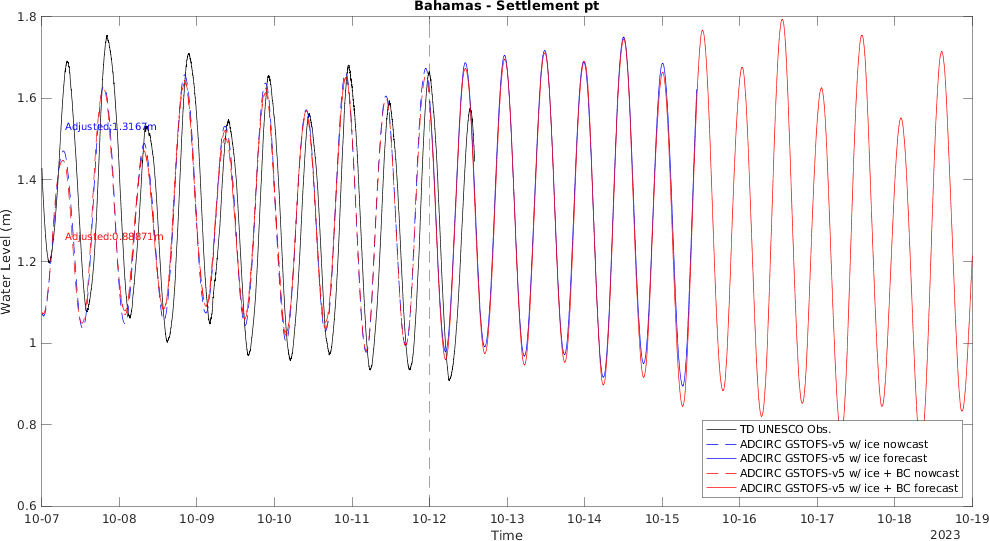 Bahamas - Settlement pt
1.8
1.6
1.4
1.2
1
0.8
0.6
Water Level (m)
Adjusted:1.3167m
Adjusted:0.88871m
TD UNESCO Obs.
ADCIRC GSTOFS-v5 w/ ice nowcast
ADCIRC GSTOFS-v5 w/ ice forecast
ADCIRC GSTOFS-v5 w/ ice + BC nowcast
ADCIRC GSTOFS-v5 w/ ice + BC forecast
10-07 10-08 10-09 10-10 10-11 10-12 10-13 10-14 10-15 10-16 10-17 10-18 10-19
Time
2023